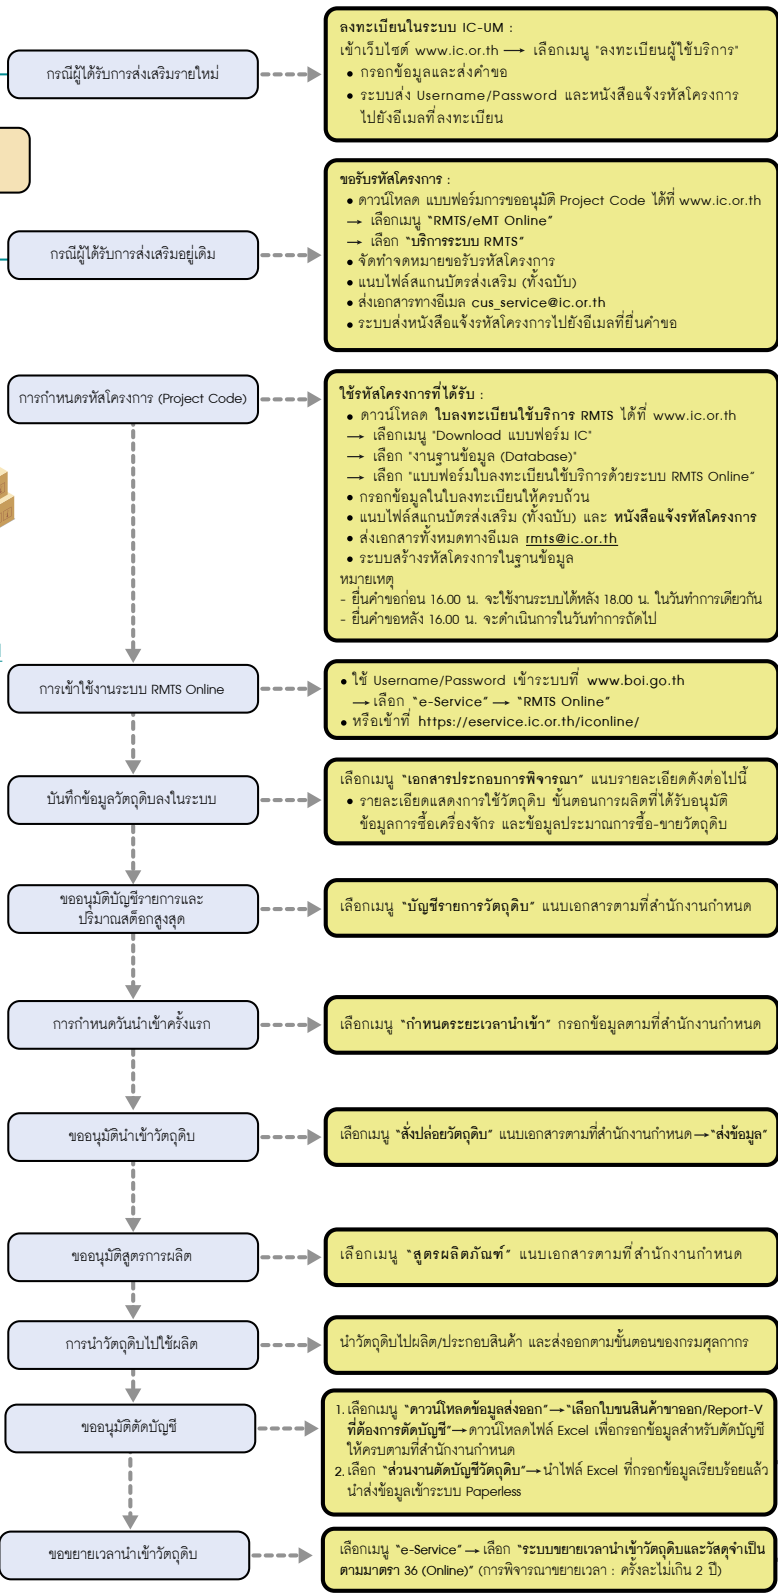 กรณีผู้ได้รับการส่งเสริมรายใหม่
ลงทะเบียนในระบบ IC-UM :
เข้าเว็บไซต์ www.ic.or.th → เลือกเมนู "ลงทะเบียนผู้ใช้บริการ"
• กรอกข้อมูลและส่งคำขอ
• ระบบส่ง Username/Password และหนังสือแจ้งรหัสโครงการ
ไปยังอีเมลที่ลงทะเบียน
กรณีผู้ได้รับการส่งเสริมอยู่เดิม
ขอรับรหัสโครงการ :
• ดาวน์โหลด แบบฟอร์มการขออนุมัติ Project Code ได้ที่ www.ic.or.th
→ เลือกเมนู "RMTS/eMT Online"
→ เลือก "บริการระบบ RMTS"
• จัดทำจดหมายขอรับรหัสโครงการ
• แนบไฟล์สแกนบัตรส่งเสริม (ทั้งฉบับ)
• ส่งเอกสารทางอีเมล cus_service@ic.or.th
• ระบบส่งหนังสือแจ้งรหัสโครงการไปยังอีเมลที่ยื่นคำขอ
การกำหนดรหัสโครงการ (Project Code)
ใช้รหัสโครงการที่ได้รับ :
• ดาวน์โหลด ใบลงทะเบียนใช้บริการ RMTS ได้ที่ www.ic.or.th
→ เลือกเมนู "Download แบบฟอร์ม IC"
→ เลือก "งานฐานข้อมูล (Database)"
→ เลือก "แบบฟอร์มใบลงทะเบียนใช้บริการด้วยระบบ RMTS Online"
• กรอกข้อมูลในใบลงทะเบียนให้ครบถ้วน
• แนบไฟล์สแกนบัตรส่งเสริม (ทั้งฉบับ) และ หนังสือแจ้งรหัสโครงการ
• ส่งเอกสารทั้งหมดทางอีเมล rmts@ic.or.th
• ระบบสร้างรหัสโครงการในฐานข้อมูล
หมายเหตุ
- ยื่นคำขอก่อน 16.00 น. จะใช้งานระบบได้หลัง 18.00 น. ในวันทำการเดียวกัน
- ยื่นคำขอหลัง 16.00 น. จะดำเนินการในวันทำการถัดไป
การเข้าใช้งานระบบ RMTS Online
• ใช้ Username/Password เข้าระบบที่ www.boi.go.th
→ เลือก "e-Service" → "RMTS Online"
• หรือเข้าที่ https://eservice.ic.or.th/iconline/
บันทึกข้อมูลวัตถุดิบลงในระบบ
เลือกเมนู "เอกสารประกอบการพิจารณา" แนบรายละเอียดดังต่อไปนี้
• รายละเอียดแสดงการใช้วัตถุดิบ ขั้นตอนการผลิตที่ได้รับอนุมัติ
ข้อมูลการซื้อเครื่องจักร และข้อมูลประมาณการซื้อ-ขายวัตถุดิบ
ขออนุมัติบัญชีรายการและ
ปริมาณสต็อกสูงสุด
เลือกเมนู "บัญชีรายการวัตถุดิบ" แนบเอกสารตามที่สำนักงานกำหนด
การกำหนดวันนำเข้าครั้งแรก
เลือกเมนู "กำหนดระยะเวลานำเข้า" กรอกข้อมูลตามที่สำนักงานกำหนด
ขออนุมัตินำเข้าวัตถุดิบ
เลือกเมนู "สั่งปล่อยวัตถุดิบ" แนบเอกสารตามที่สำนักงานกำหนด → "ส่งข้อมูล"
ขออนุมัติสูตรการผลิต
เลือกเมนู "สูตรผลิตภัณฑ์" แนบเอกสารตามที่สำนักงานกำหนด
การนำวัตถุดิบไปใช้ผลิต
นำวัตถุดิบไปผลิต/ประกอบสินค้า และส่งออกตามขั้นตอนของกรมศุลกากร
ขออนุมัติตัดบัญชี
1. เลือกเมนู "ดาวน์โหลดข้อมูลส่งออก" → "เลือกใบขนสินค้าขาออก/Report-V
ที่ต้องการตัดบัญชี" → ดาวน์โหลดไฟล์ Excel เพื่อกรอกข้อมูลสำหรับตัดบัญชี
ให้ครบตามที่สำนักงานกำหนด
2. เลือก "ส่วนงานตัดบัญชีวัตถุดิบ" → นำไฟล์ Excel ที่กรอกข้อมูลเรียบร้อยแล้ว
นำส่งข้อมูลเข้าระบบ Paperless
ขอขยายเวลานำเข้าวัตถุดิบ
เลือกเมนู "e-Service" → เลือก "ระบบขยายเวลานำเข้าวัตถุดิบและวัสดุจำเป็น
ตามมาตรา 36 (Online)" (การพิจารณาขยายเวลา : ครั้งละไม่เกิน 2 ปี)